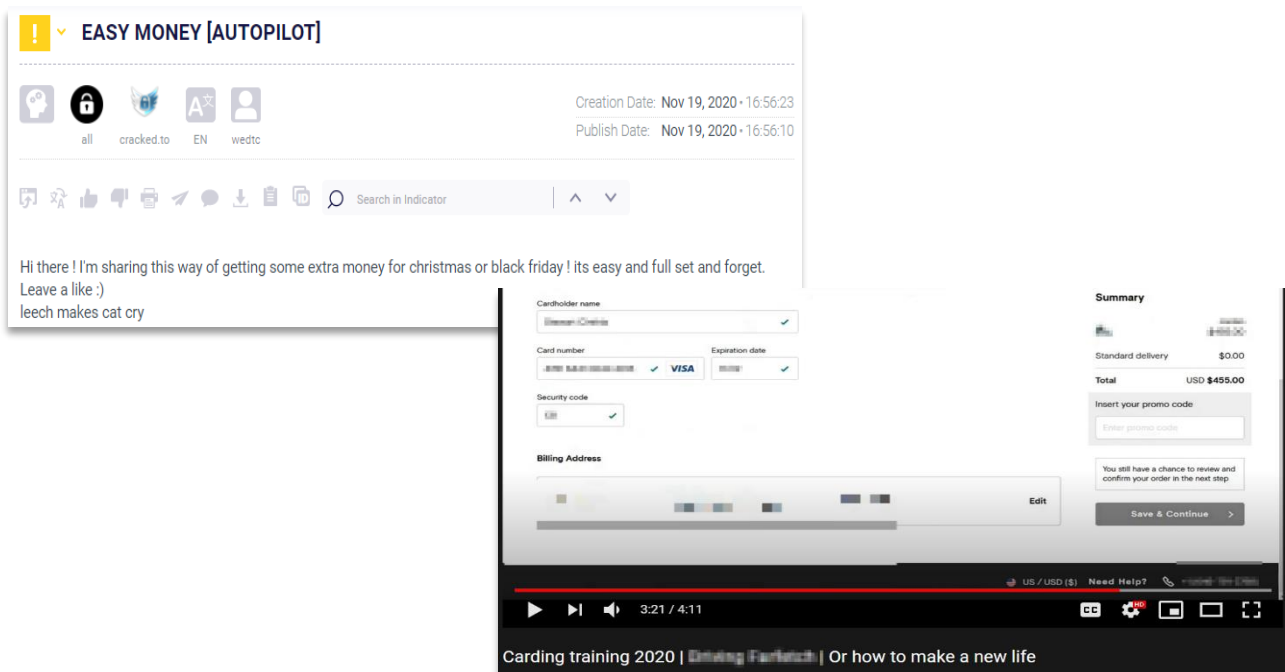 EASY MONEY [AUTOPILOT]
all
cracked.to
EN
wedtc
Creation Date: Nov 19, 2020 · 16:56:23
Publish Date: Nov 19, 2020 · 16:56:10
Search in Indicator
Hi there ! I'm sharing this way of getting some extra money for christmas or black friday ! its easy and full set and forget.
Leave a like :)
leech makes cat cry
Cardholder name
Card number
Expiration date
VISA
Security code
Billing Address
Edit
Summary
Standard delivery $0.00
Total USD $455.00
Insert your promo code
Enter promo code
You still have a chance to review and
confirm your order in the next step
Save & Continue >
US / USD ($) Need Help?
3:21 / 4:11
CC
HD
Carding training 2020 | | Or how to make a new life